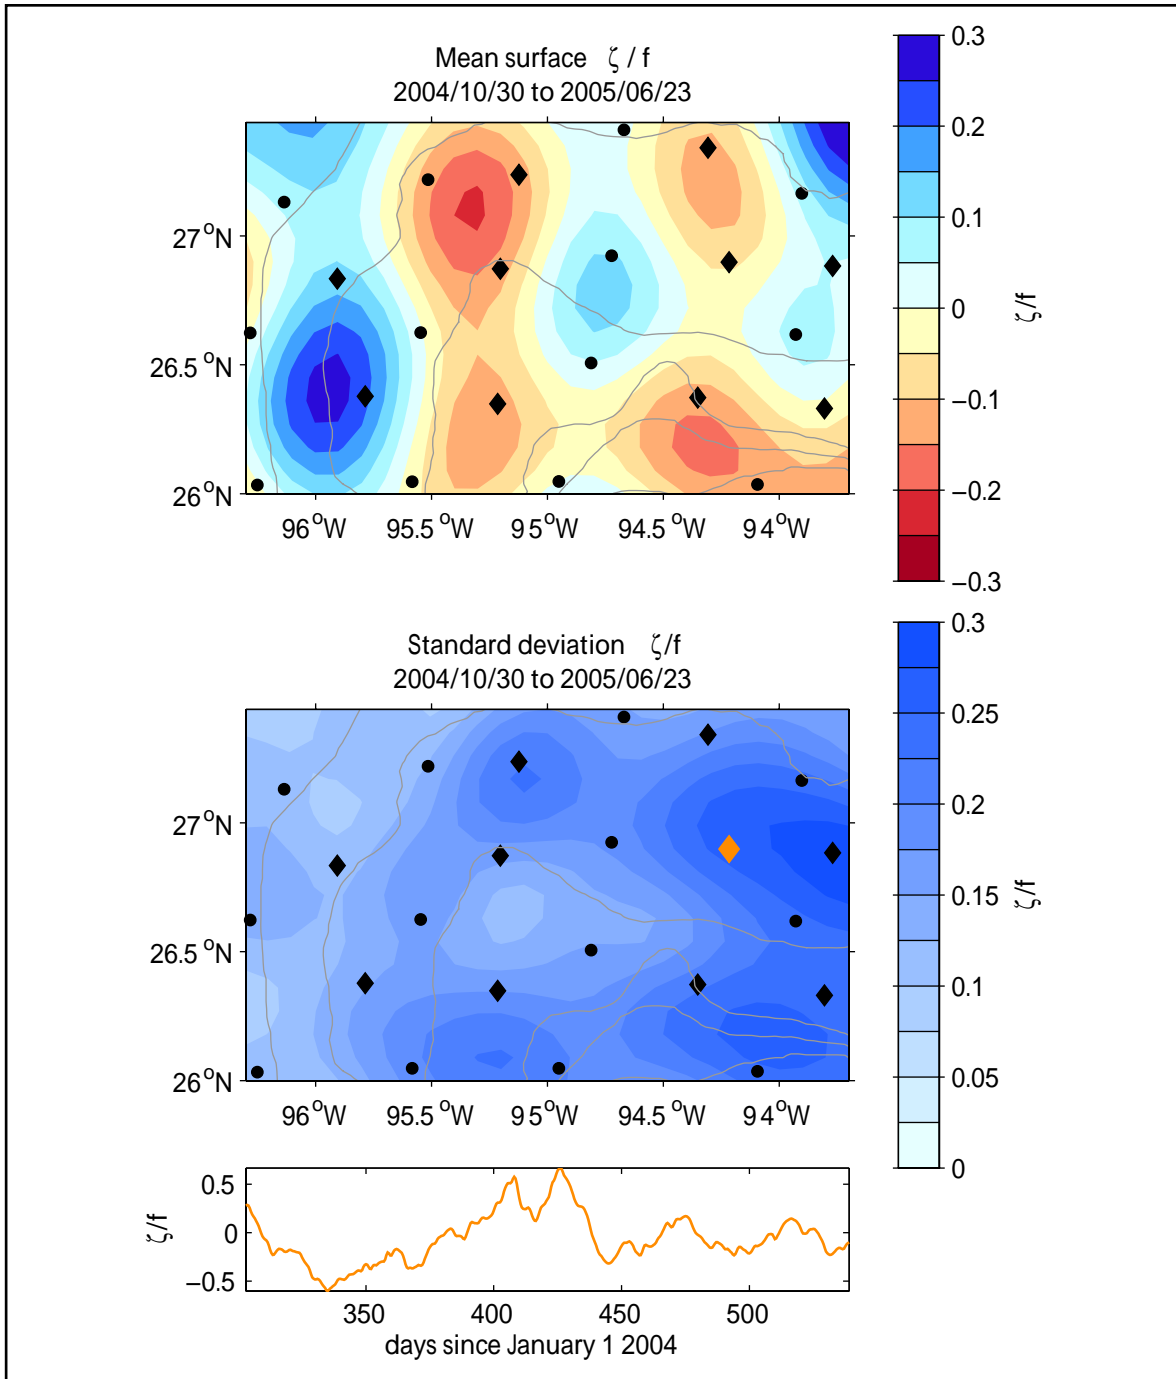 Mean surface ζ / f
2004/10/30 to 2005/06/23
27°N
26.5°N
26°N
96°W 95.5°W 95°W 94.5°W 94°W
0.3
0.2
0.1
0
−0.1
−0.2
−0.3
ζ/f
Standard deviation ζ/f
2004/10/30 to 2005/06/23
27°N
26.5°N
26°N
96°W 95.5°W 95°W 94.5°W 94°W
0.3
0.25
0.2
0.15
0.1
0.05
0
ζ/f
ζ/f
0.5
0
−0.5
350 400 450 500
days since January 1 2004